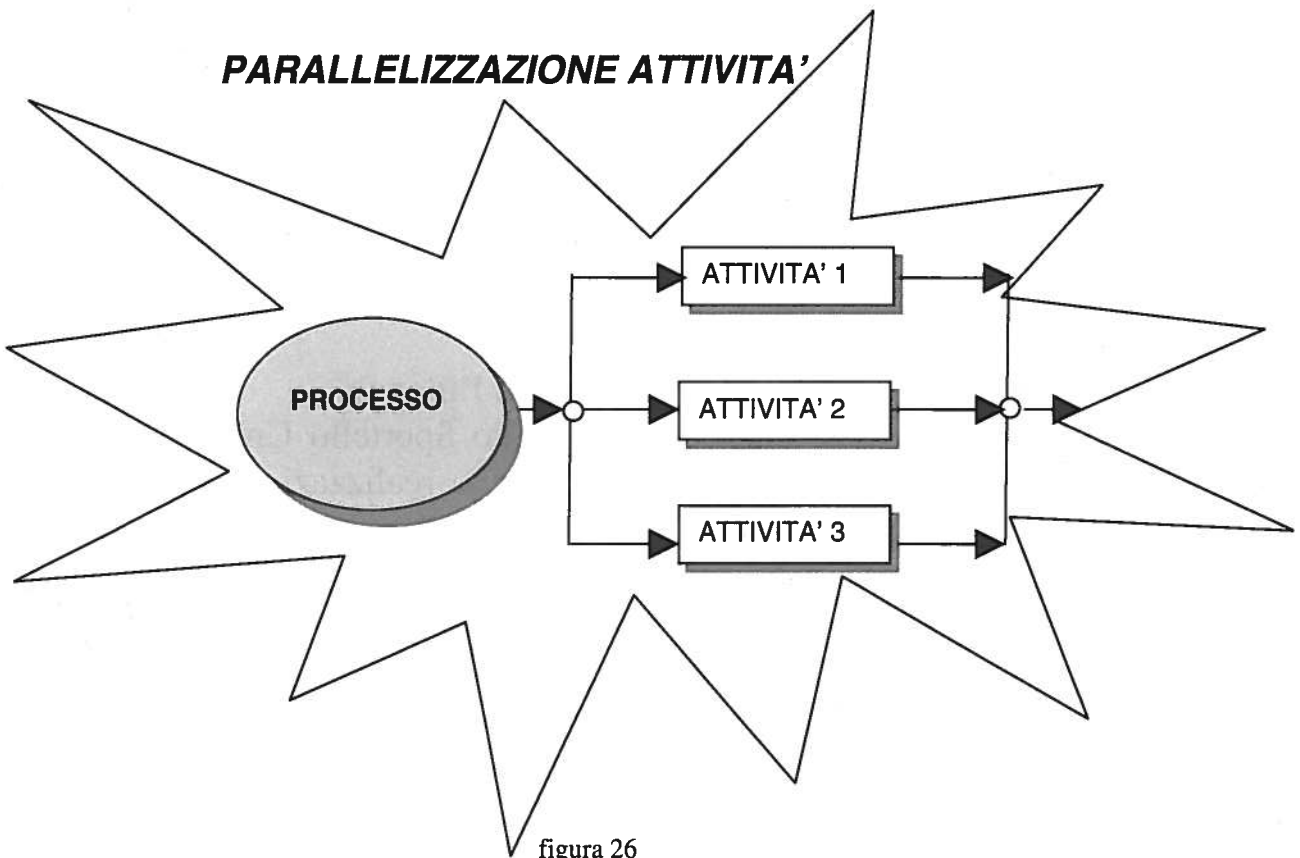 PARALLELIZZAZIONE ATTIVITA'
ATTIVITA' 1
PROCESSO
ATTIVITA' 2
ATTIVITA' 3
figura 26